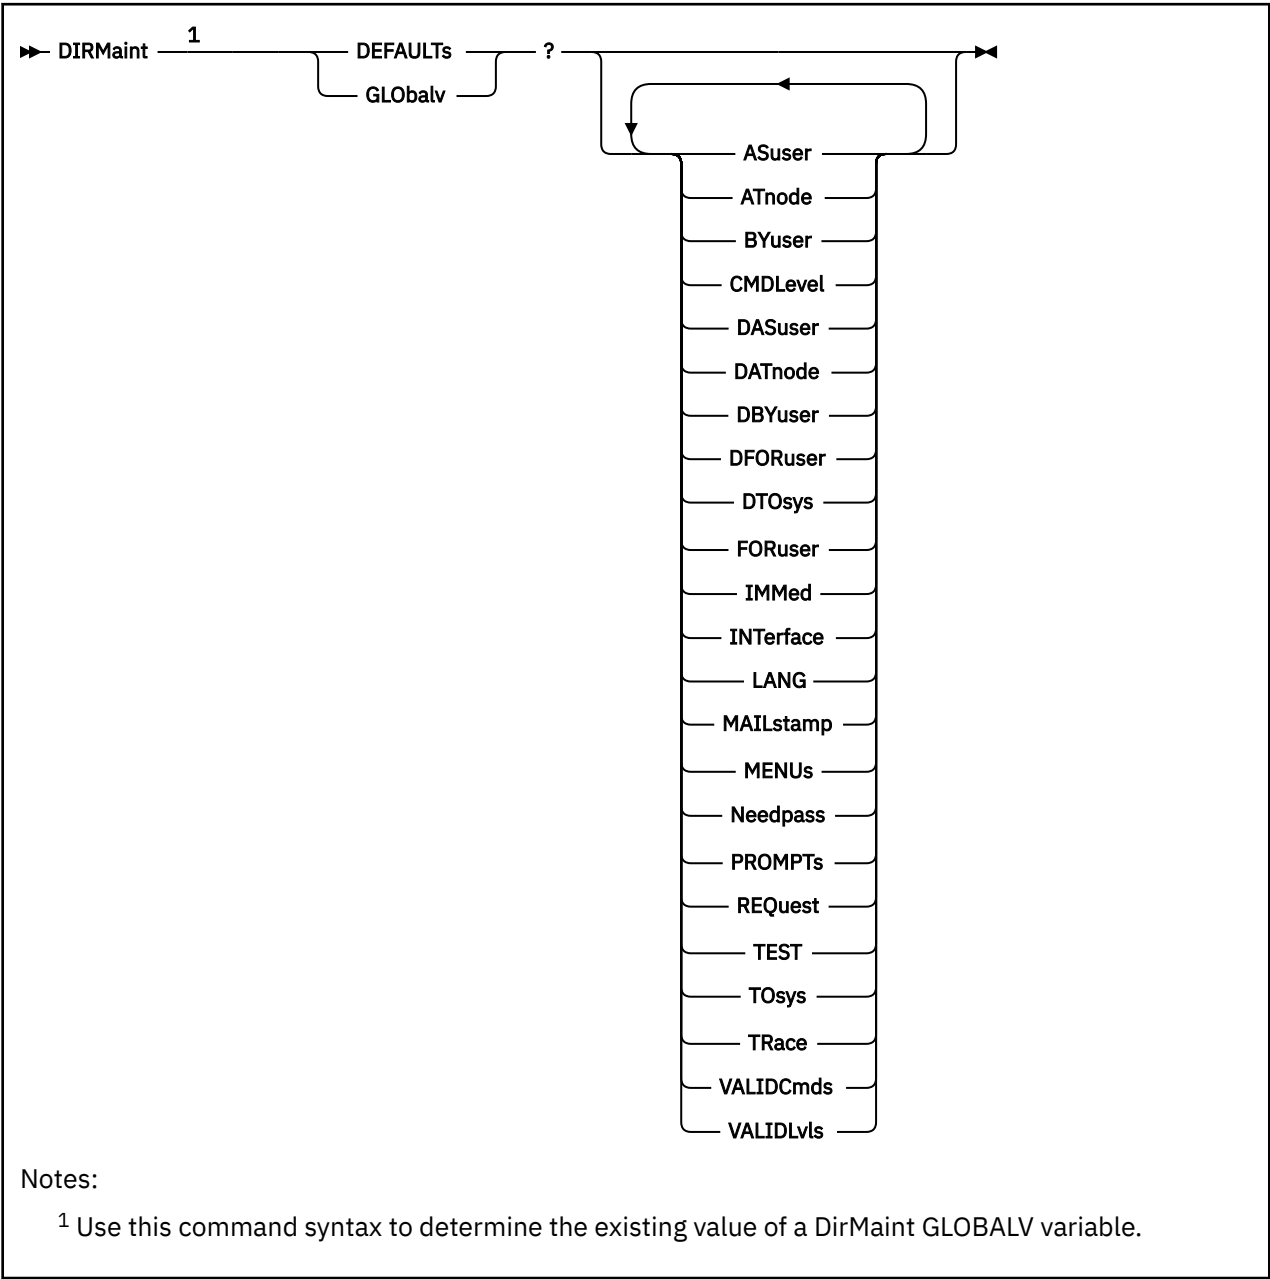 DIRMaint 1 DEFAULTs ?
GLObalv
ASuser
ATnode
BYuser
CMDLevel
DASuser
DATnode
DBYuser
DFORuser
DTOsys
FORuser
IMMed
INTerface
LANG
MAILstamp
MENUs
Needpass
PROMPTs
REQuest
TEST
TOsys
TRace
VALIDCmds
VALIDLvls
Notes:
1 Use this command syntax to determine the existing value of a DirMaint GLOBALV variable.